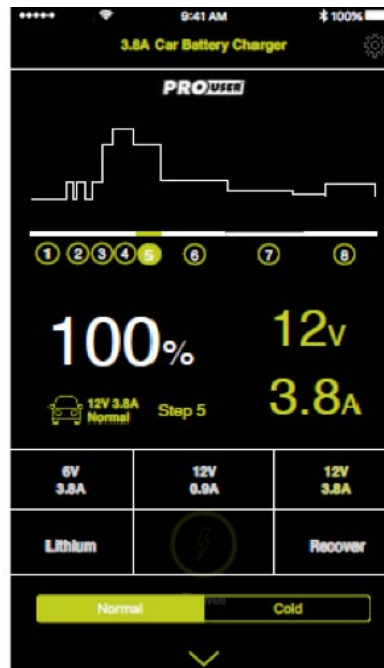 9:41 AM 100%
3.8A Car Battery Charger
PRO USER
1 2 3 4 5 6 7 8
100% 12V
3.8A
12V 3.8A
Normal Step 5
6V 12V 12V
3.8A 0.9A 3.8A
Lithium Recover
Normal Cold